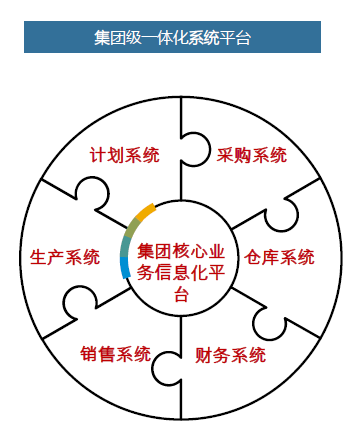 集团级一体化系统平台
计划系统
采购系统
生产系统
集团核心业
务信息化平
台
仓库系统
销售系统
财务系统